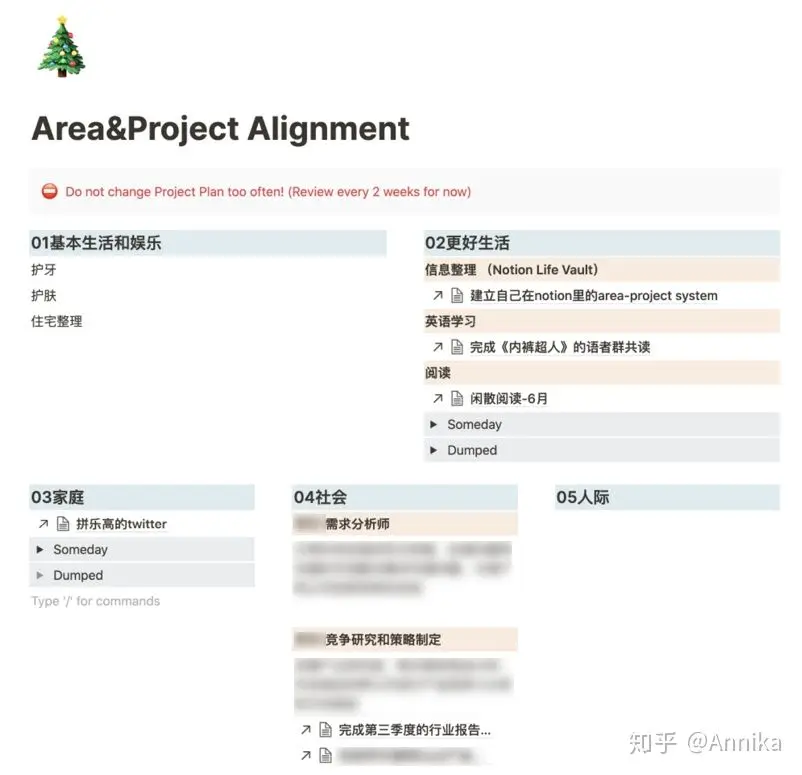 Area&Project Alignment
Do not change Project Plan too often! (Review every 2 weeks for now)
01基本生活和娱乐
护牙
护肤
住宅整理
02更好生活
信息整理 （Notion Life Vault）
建立自己在notion里的area-project system
英语学习
完成《内裤超人》的语者群共读
阅读
闲散阅读-6月
Someday
Dumped
03家庭
拼乐高的twitter
Someday
Dumped
Type '/' for commands
04社会
需求分析师
竞争研究和策略制定
完成第三季度的行业报告...
05人际
知乎 @Annika